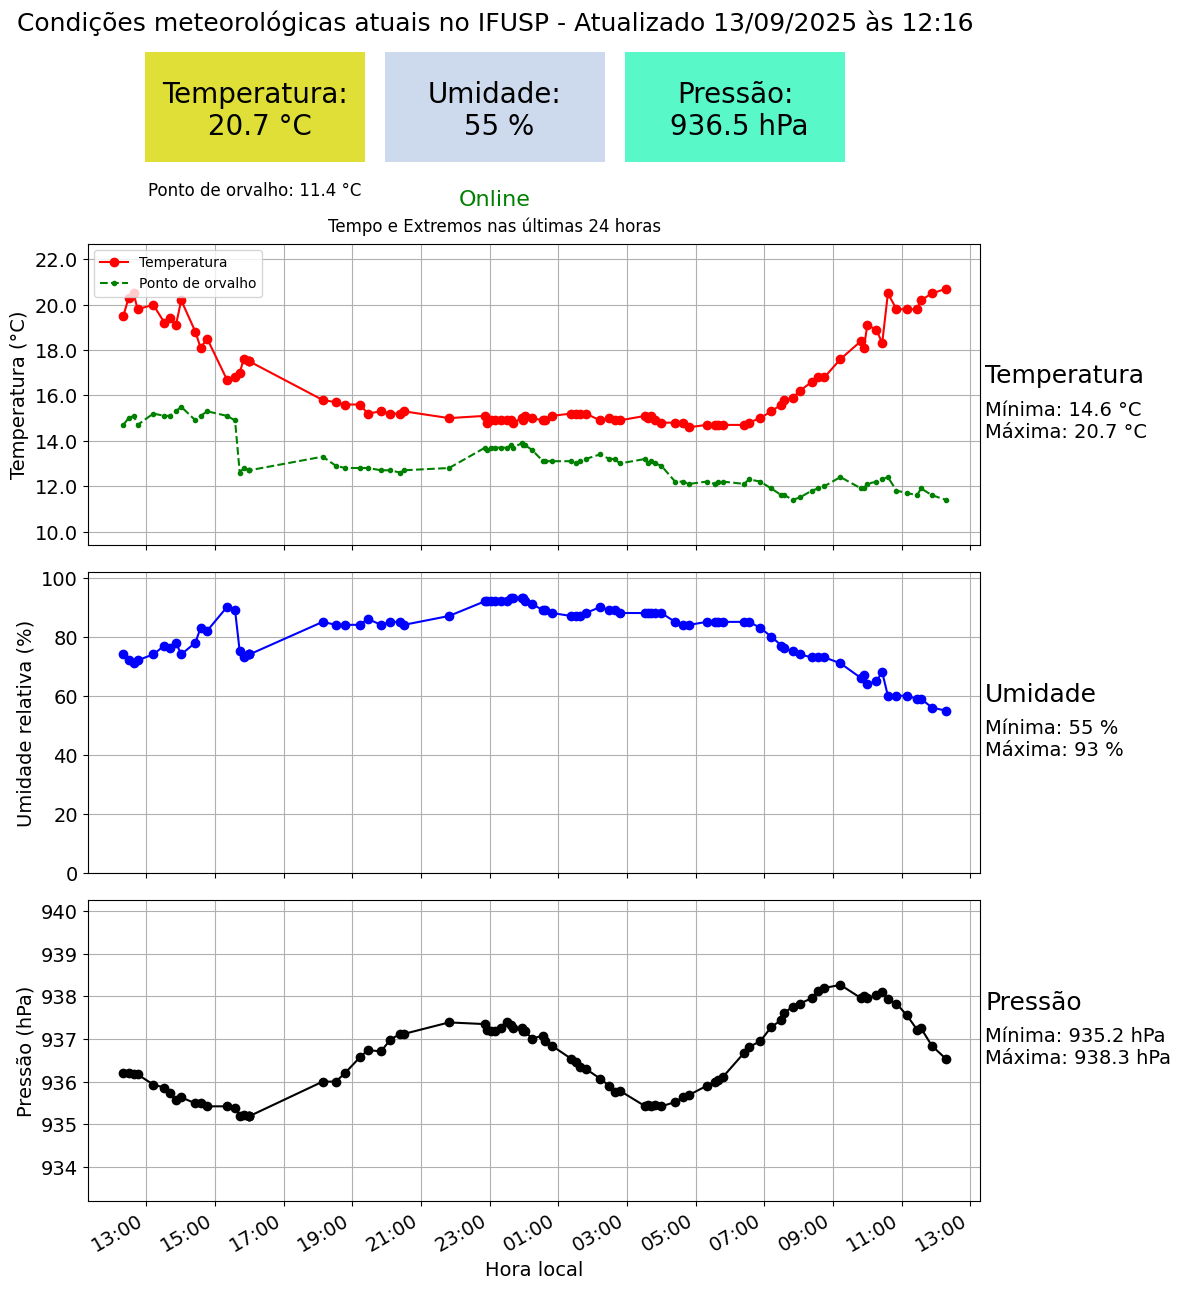 Condições meteorológicas atuais no IFUSP - Atualizado 13/09/2025 às 12:16
Temperatura:
20.7 °C
Umidade:
55 %
Pressão:
936.5 hPa
Ponto de orvalho: 11.4 °C
Online
Tempo e Extremos nas últimas 24 horas
Temperatura (°C)
22.0
20.0
18.0
16.0
14.0
12.0
10.0
Temperatura
Ponto de orvalho
Temperatura
Mínima: 14.6 °C
Máxima: 20.7 °C
Umidade relativa (%)
100
80
60
40
20
0
Umidade
Mínima: 55 %
Máxima: 93 %
Pressão (hPa)
940
939
938
937
936
935
934
Pressão
Mínima: 935.2 hPa
Máxima: 938.3 hPa
13:00
15:00
17:00
19:00
21:00
23:00
01:00
03:00
05:00
07:00
09:00
11:00
13:00
Hora local